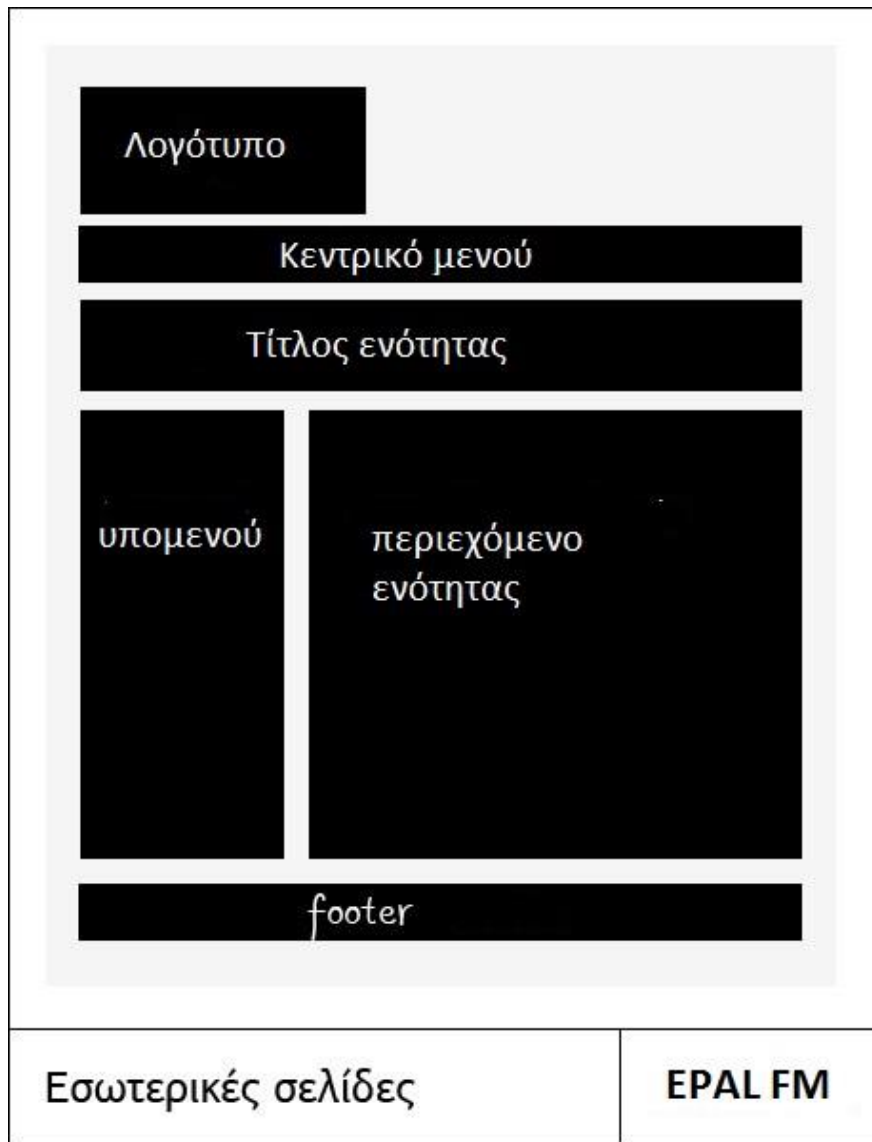 Λογότυπο
Κεντρικό μενού
Τίτλος ενότητας
υπομενού
περιεχόμενο
ενότητας
footer
Εσωτερικές σελίδες
EPAL FM